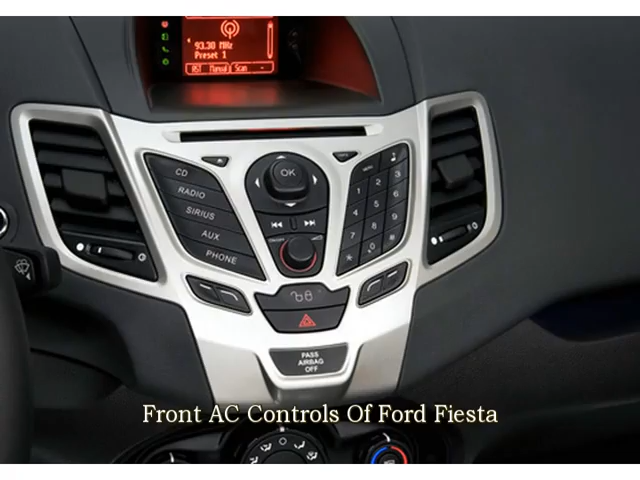 93.30 MHz
Preset 1
AST Manual Scan
CD
RADIO
SIRIUS
AUX
PHONE
OK
MENU
1 2 3
4 5 6
7 8 9
* 0 #
PASS
AIRBAG
OFF
Front AC Controls Of Ford Fiesta